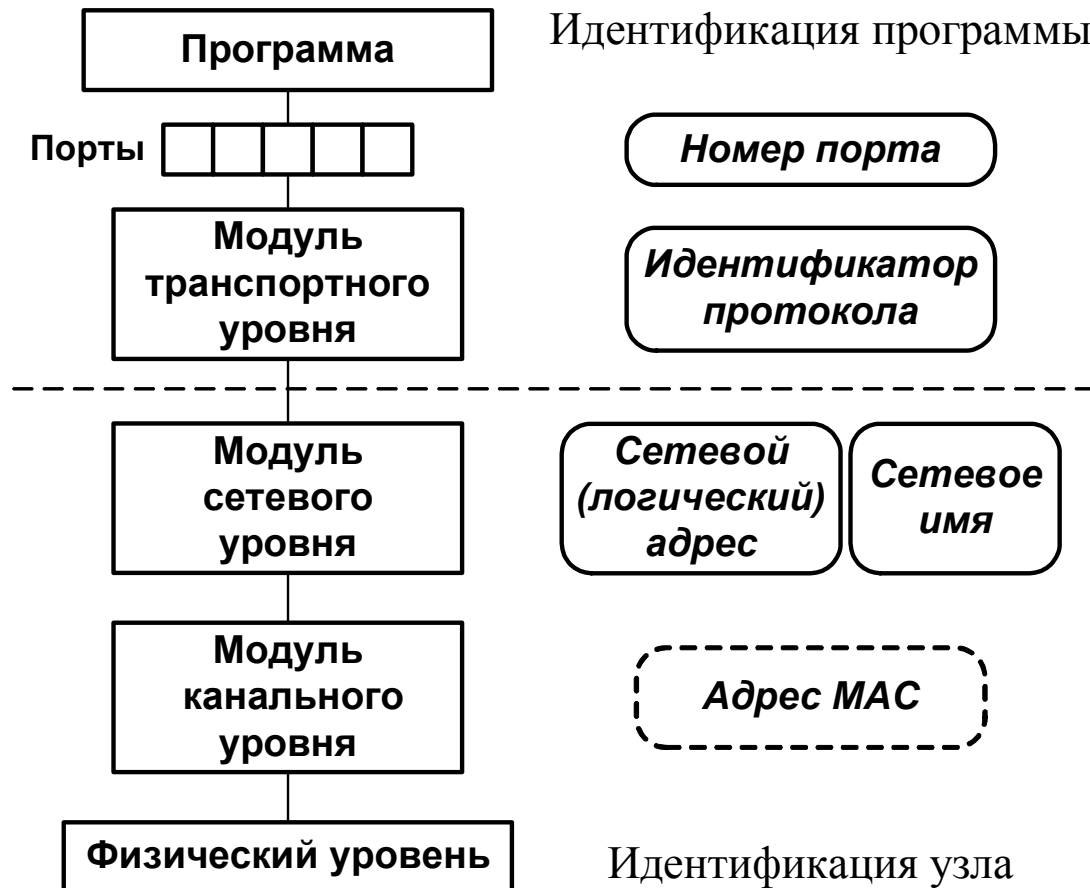 Программа
Идентификация программы
Порты
Номер порта
Модуль
транспортного
уровня
Идентификатор
протокола
Модуль
сетевого
уровня
Сетевой
(логический)
адрес
Сетевое
имя
Модуль
канального
уровня
Адрес MAC
Физический уровень
Идентификация узла